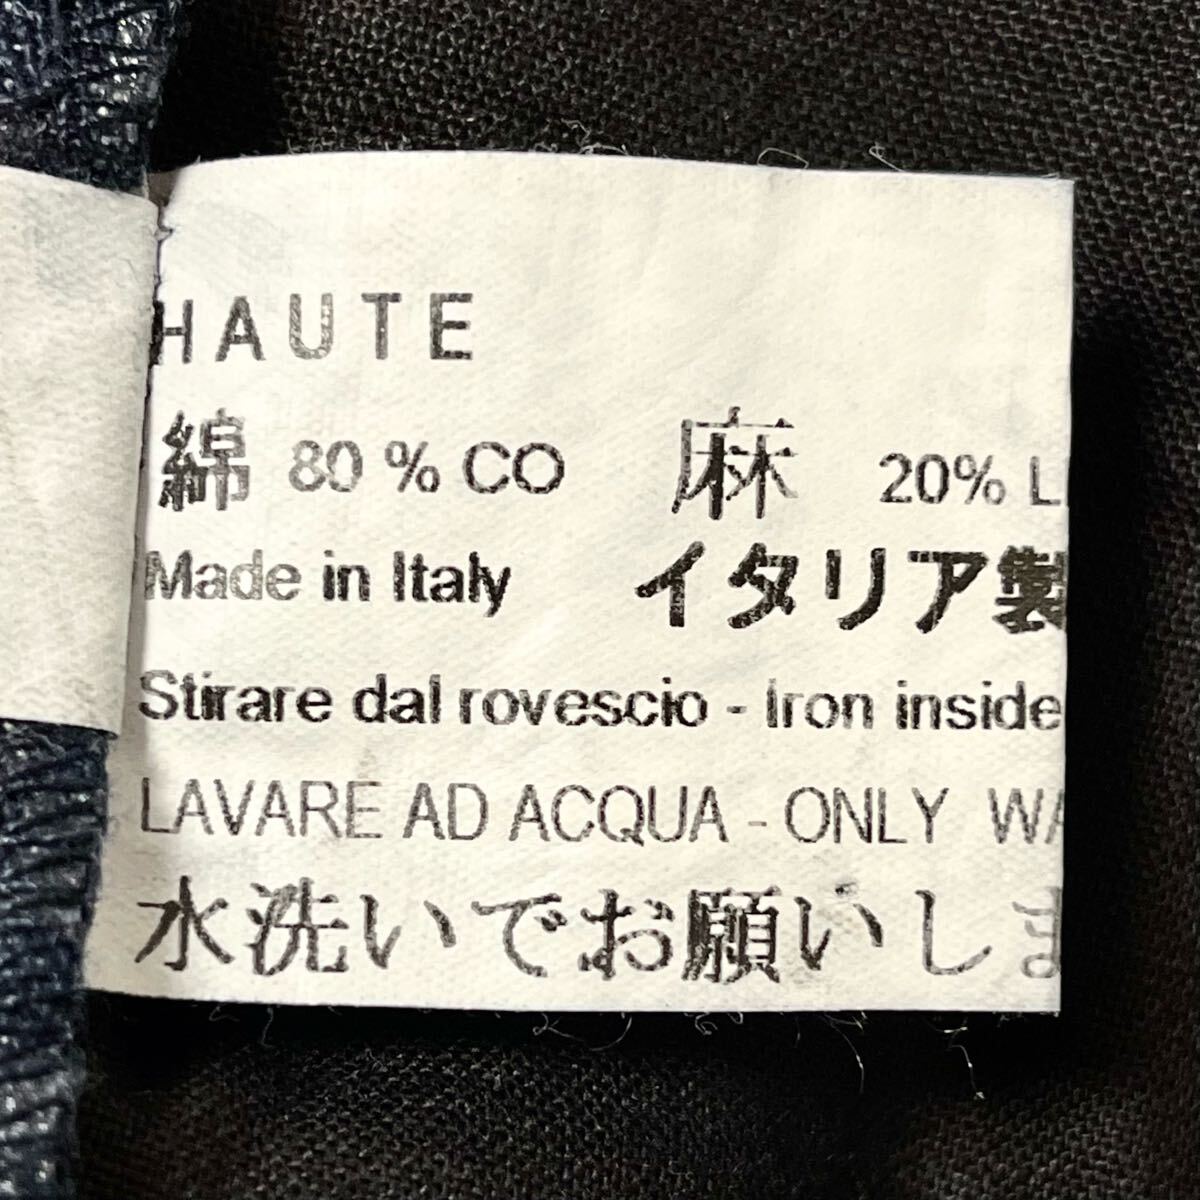 HAUTE
綿 80 % CO 麻 20%
Made in Italy イタリア製
Stirare dal rovescio - Iron inside
LAVARE AD ACQUA - ONLY
水洗いでお願いしま